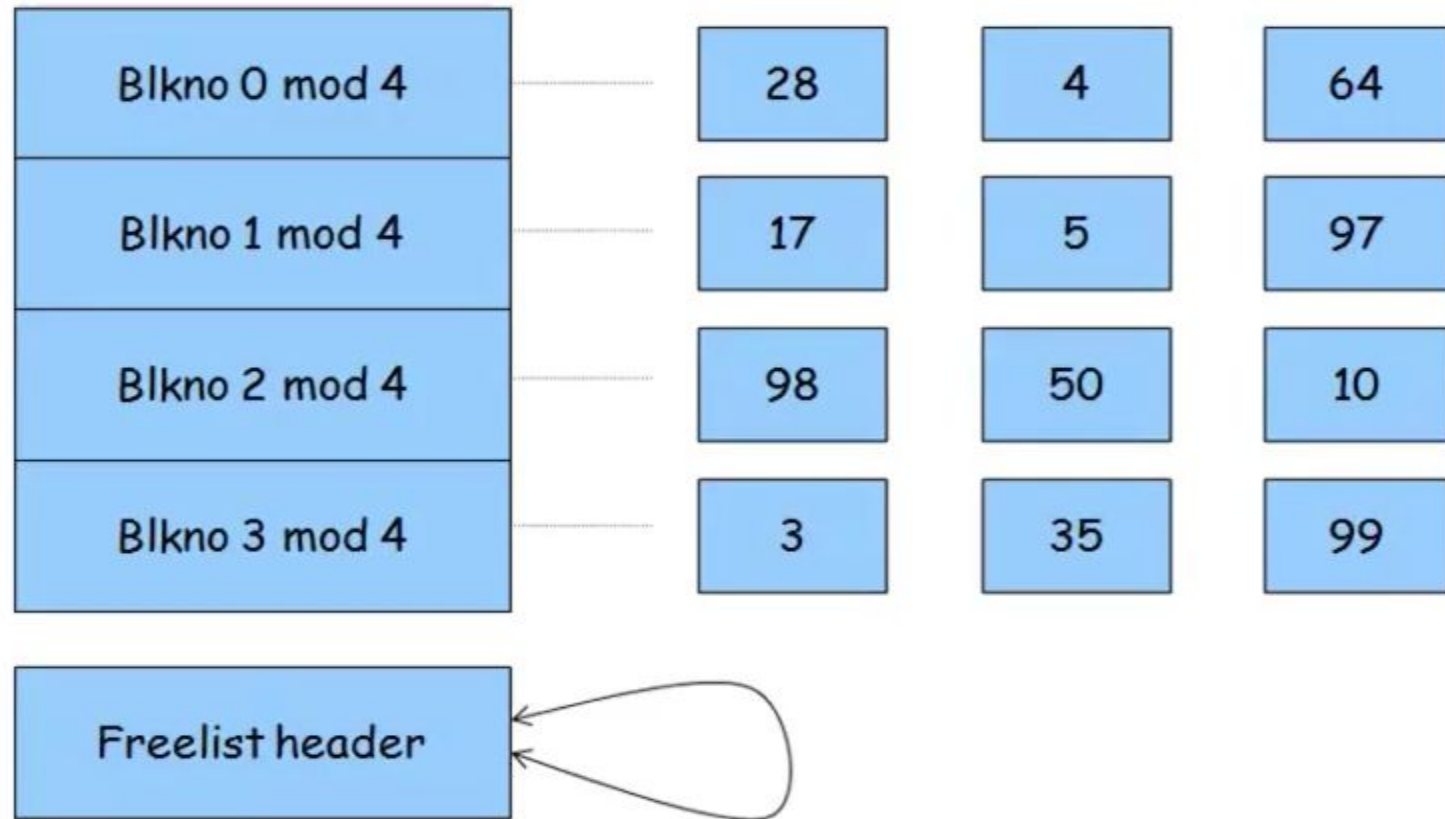 Blkno 0 mod 4 28 4 64
Blkno 1 mod 4 17 5 97
Blkno 2 mod 4 98 50 10
Blkno 3 mod 4 3 35 99
Freelist header